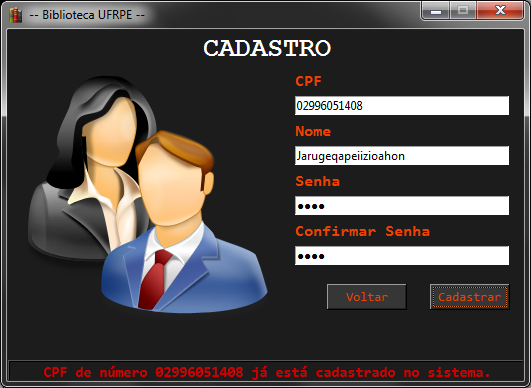 -- Biblioteca UFRPE --
CADASTRO
CPF
02996051408
Nome
Jarugeqapeiizioahon
Senha
●●●●
Confirmar Senha
●●●●
Voltar Cadastrar
CPF de número 02996051408 já está cadastrado no sistema.